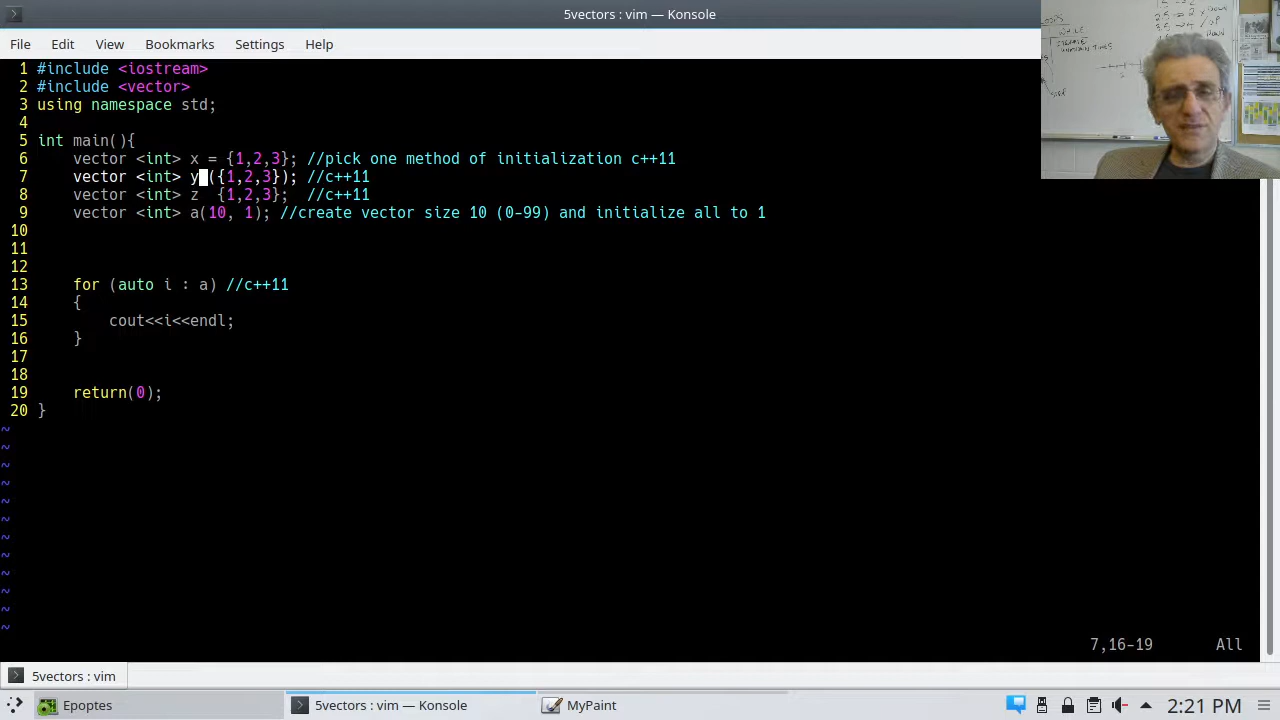 5vectors : vim — Konsole
File Edit View Bookmarks Settings Help
1 #include <iostream>
2 #include <vector>
3 using namespace std;
4
5 int main(){
6 vector <int> x = {1,2,3}; //pick one method of initialization c++11
7 vector <int> y ({1,2,3}); //c++11
8 vector <int> z {1,2,3}; //c++11
9 vector <int> a(10, 1); //create vector size 10 (0-99) and initialize all to 1
10
11
12
13 for (auto i : a) //c++11
14 {
15 cout<<i<<endl;
16 }
17
18
19 return(0);
20 }
~
~
~
~
~
~
~
~
~
~
~
~
7,16-19 All
5vectors : vim
Epoptes 5vectors : vim — Konsole MyPaint 2:21 PM